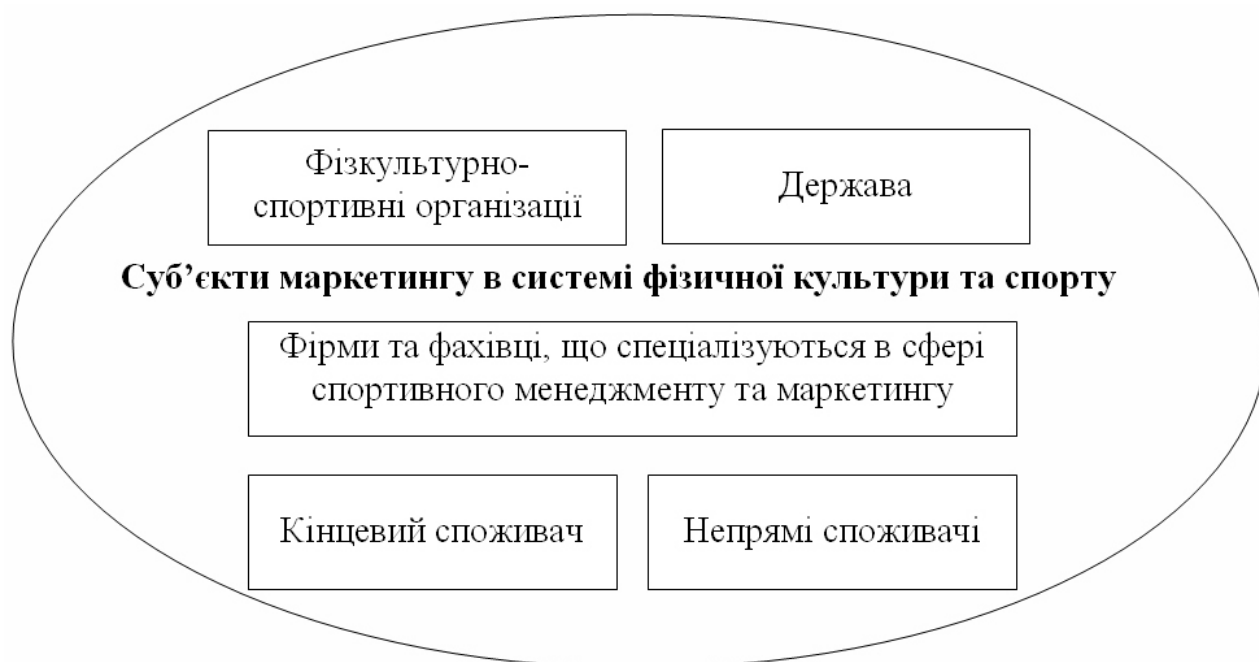 Фізкультурно-
спортивні організації
Держава
Суб’єкти маркетингу в системі фізичної культури та спорту
Фірми та фахівці, що спеціалізуються в сфері
спортивного менеджменту та маркетингу
Кінцевий споживач
Непрямі споживачі